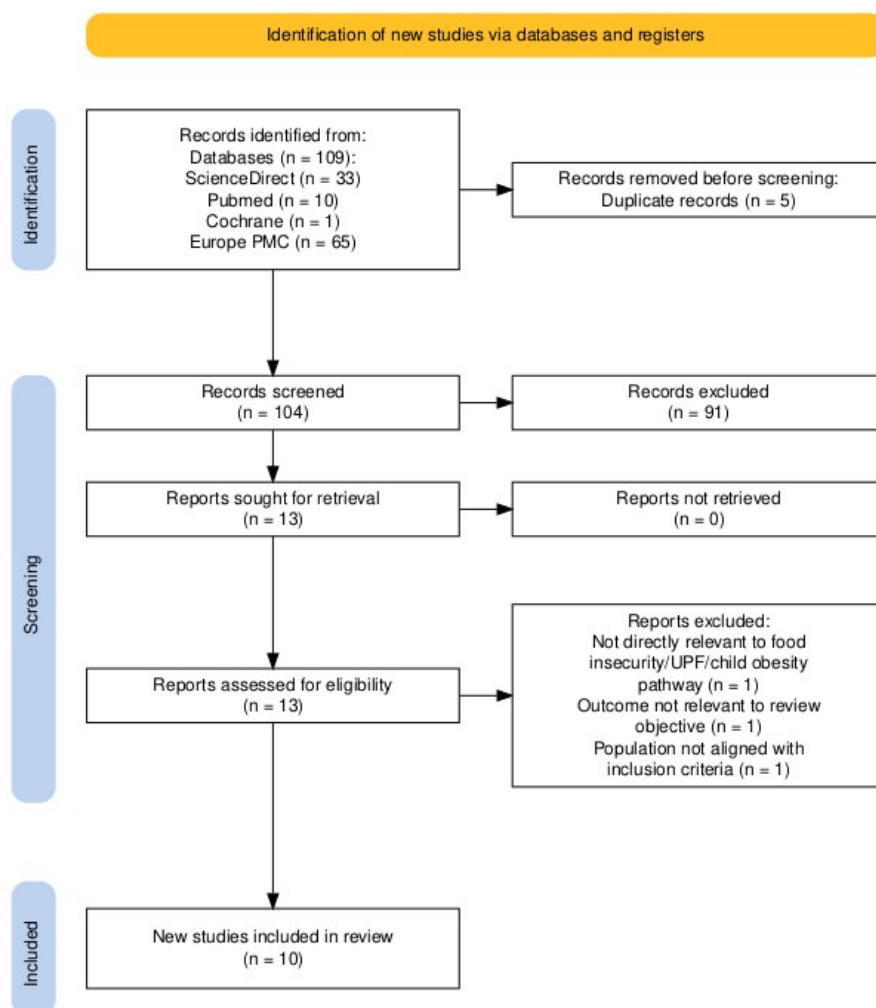 Identification of new studies via databases and registers
Identification
Records identified from:
Databases (n = 109):
ScienceDirect (n = 33)
Pubmed (n = 10)
Cochrane (n = 1)
Europe PMC (n = 65)
Records removed before screening:
Duplicate records (n = 5)
Screening
Records screened
(n = 104)
Records excluded
(n = 91)
Reports sought for retrieval
(n = 13)
Reports not retrieved
(n = 0)
Reports assessed for eligibility
(n = 13)
Reports excluded:
Not directly relevant to food
insecurity/UPF/child obesity
pathway (n = 1)
Outcome not relevant to review
objective (n = 1)
Population not aligned with
inclusion criteria (n = 1)
Included
New studies included in review
(n = 10)